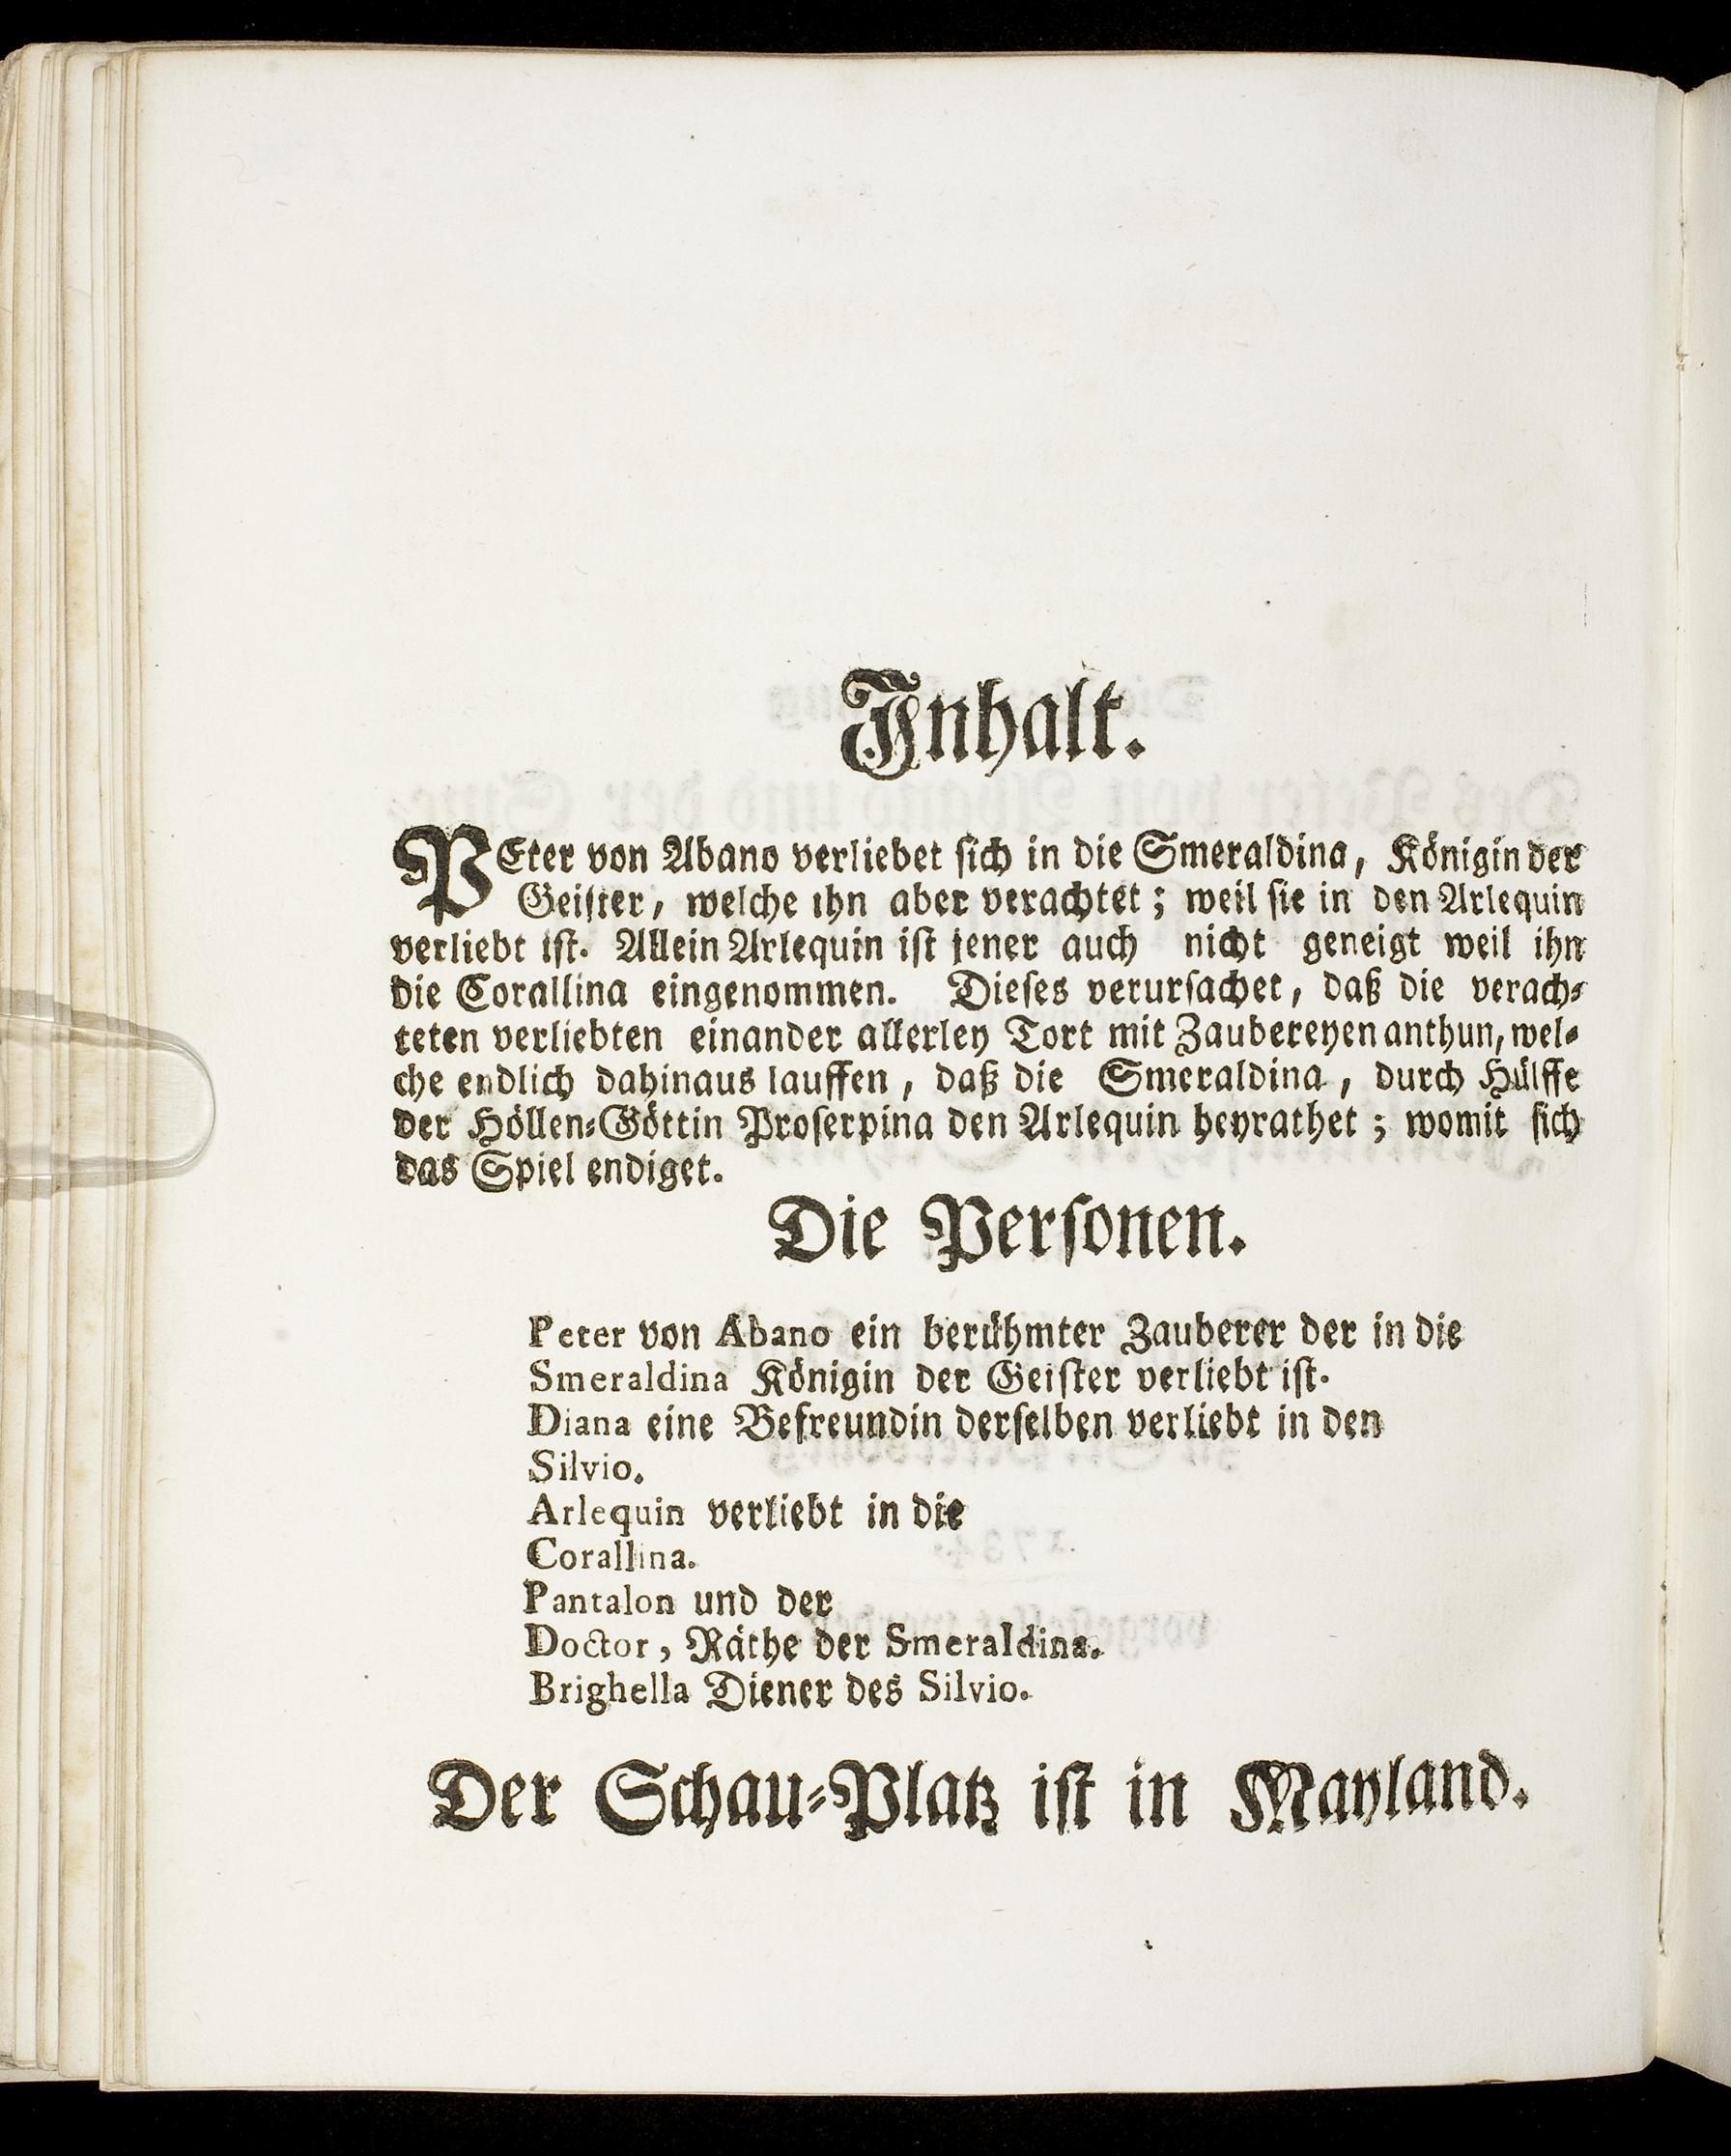 Inhalt.
PEter von Abano verliebet sich in die Smeraldina, Königin der
Geister, welche ihn aber verachtet; weil sie in den Arlequin
verliebt ist. Allein Arlequin ist jener auch nicht geneigt weil ihn
die Corallina eingenommen. Dieses verursachet, daß die verach-
teten verliebten einander allerley Tort mit Zaubereyen anthun, wel-
che endlich dahinaus lauffen, daß die Smeraldina, durch Hülffe
der Höllen-Göttin Proserpina den Arlequin heyrathet; womit sich
das Spiel endiget.
Die Personen.
Peter von Abano ein berühmter Zauberer der in die
Smeraldina Königin der Geister verliebt ist.
Diana eine Befreundin derselben verliebt in den
Silvio.
Arlequin verliebt in die
Corallina.
Pantalon und der
Doctor, Räthe der Smeraldina.
Brighella Diener des Silvio.
Der Schau-Platz ist in Mayland.